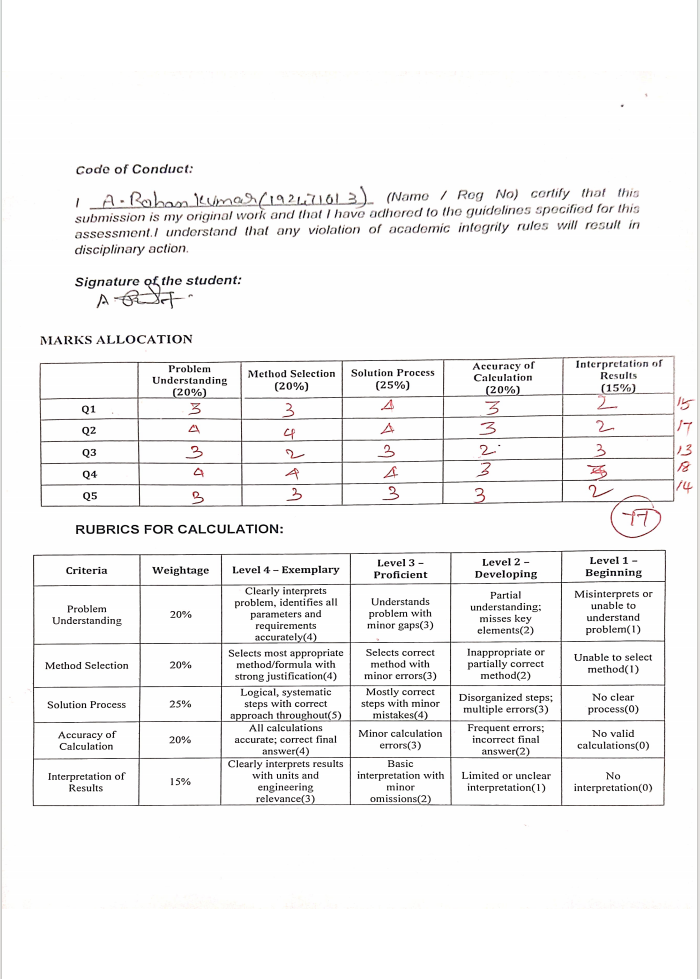 Code of Conduct:
I A. Rohan Kumar(192471013) (Name / Reg No) certify that this
submission is my original work and that I have adhered to the guidelines specified for this
assessment.I understand that any violation of academic integrity rules will result in
disciplinary action.
Signature of the student:
MARKS ALLOCATION
Problem Understanding (20%) Method Selection (20%) Solution Process (25%) Accuracy of Calculation (20%) Interpretation of Results (15%)
Q1 3 3 4 3 2 15
Q2 4 4 4 3 2 17
Q3 3 2 3 2 3 13
Q4 4 4 4 3 18
Q5 3 3 3 3 2 14
77
RUBRICS FOR CALCULATION:
Criteria Weightage Level 4 – Exemplary Level 3 – Proficient Level 2 – Developing Level 1 – Beginning
Problem Understanding 20% Clearly interprets problem, identifies all parameters and requirements accurately(4) Understands problem with minor gaps(3) Partial understanding; misses key elements(2) Misinterprets or unable to understand problem(1)
Method Selection 20% Selects most appropriate method/formula with strong justification(4) Selects correct method with minor errors(3) Inappropriate or partially correct method(2) Unable to select method(1)
Solution Process 25% Logical, systematic steps with correct approach throughout(5) Mostly correct steps with minor mistakes(4) Disorganized steps; multiple errors(3) No clear process(0)
Accuracy of Calculation 20% All calculations accurate; correct final answer(4) Minor calculation errors(3) Frequent errors; incorrect final answer(2) No valid calculations(0)
Interpretation of Results 15% Clearly interprets results with units and engineering relevance(3) Basic interpretation with minor omissions(2) Limited or unclear interpretation(1) No interpretation(0)